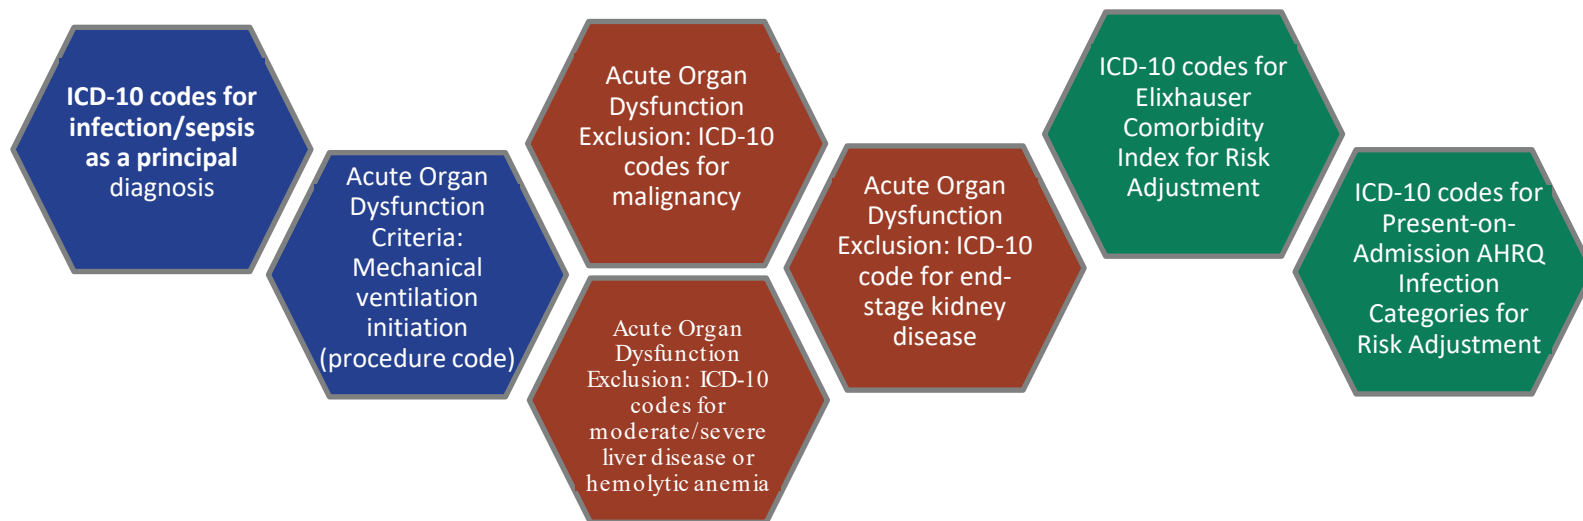 ICD-10 codes for
infection/sepsis
as a principal
diagnosis
Acute Organ
Dysfunction
Criteria:
Mechanical
ventilation
initiation
(procedure code)
Acute Organ
Dysfunction
Exclusion: ICD-10
codes for
malignancy
Acute Organ
Dysfunction
Exclusion: ICD-10
codes for
moderate/severe
liver disease or
hemolytic anemia
Acute Organ
Dysfunction
Exclusion: ICD-10
code for end-
stage kidney
disease
ICD-10 codes for
Elixhauser
Comorbidity
Index for Risk
Adjustment
ICD-10 codes for
Present-on-
Admission AHRQ
Infection
Categories for
Risk Adjustment